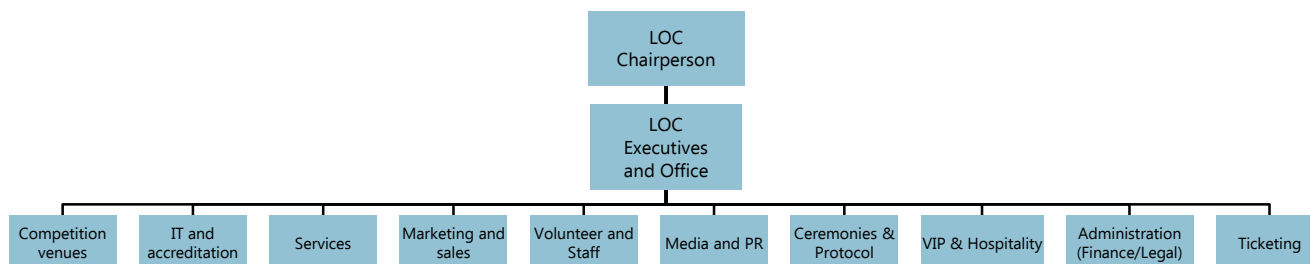 LOC
Chairperson
LOC
Executives
and Office
Competition
venues
IT and
accreditation
Services
Marketing and
sales
Volunteer and
Staff
Media and PR
Ceremonies &
Protocol
VIP & Hospitality
Administration
(Finance/Legal)
Ticketing